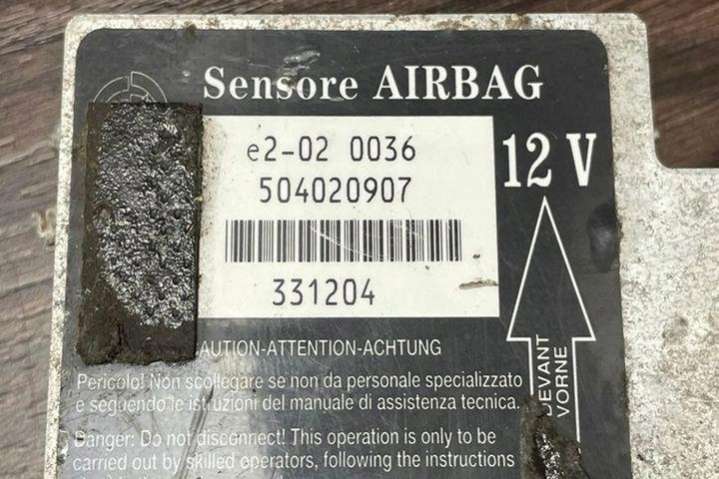 Sensore AIRBAG
e2-02 0036
504020907
331204
12 V
DEVANT
VORNE
AUTION-ATTENTION-ACHTUNG
Pericolo! Non scollegare se non da personale specializzato
e seguendo le istruzioni del manuale di assistenza tecnica.
Danger: Do not disconnect! This operation is only to be
carried out by skilled operators, following the instructions